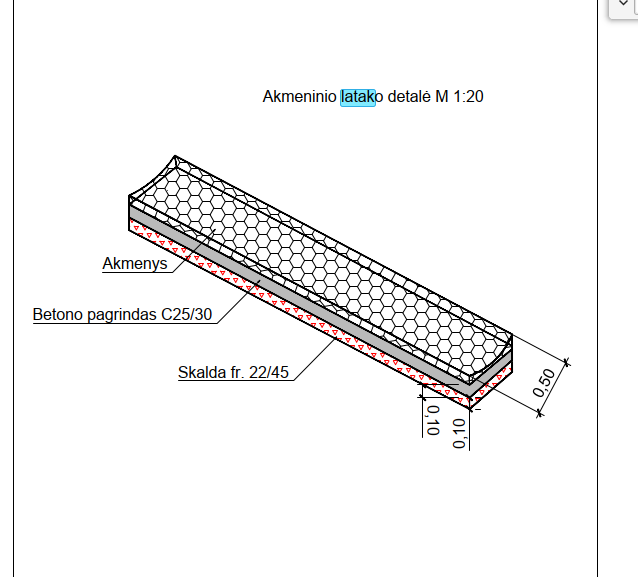 Akmeninio latako detalė M 1:20
Akmenys
Betono pagrindas C25/30
Skalda fr. 22/45
0,50
0,10
0,10